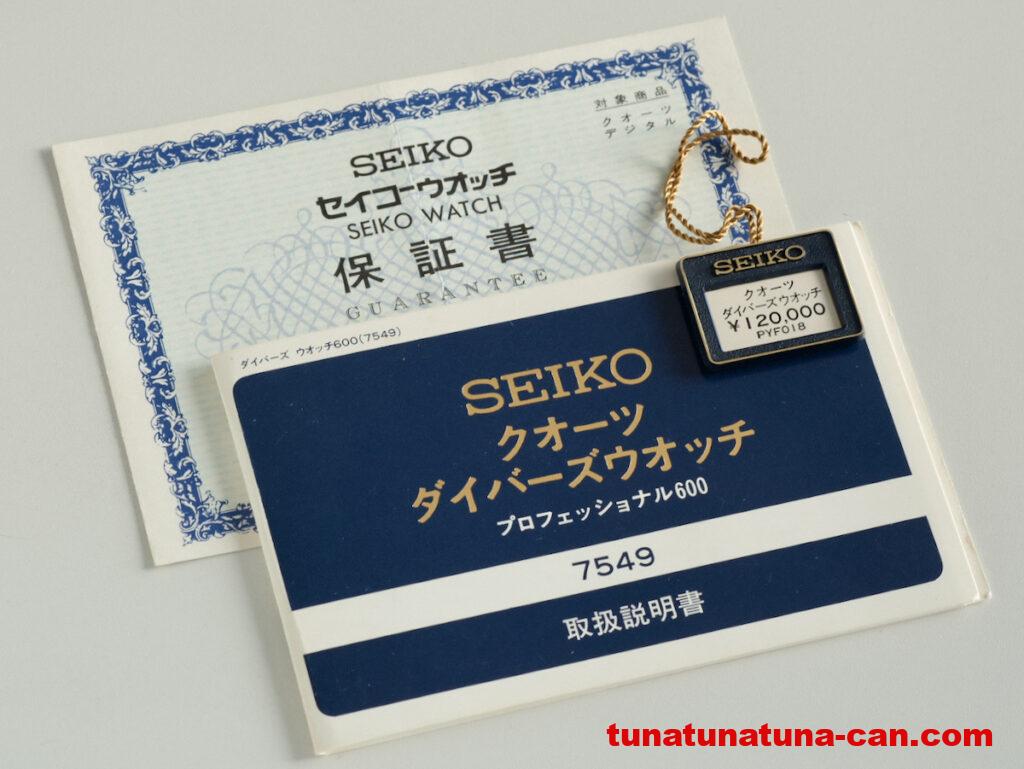 対象商品
クオーツ
デジタル
SEIKO
セイコーウオッチ
SEIKO WATCH
保証書
GUARANTEE
SEIKO
クオーツ
ダイバーズウオッチ
¥120,000
PYF018
ダイバーズ ウオッチ600(7549)
SEIKO
クオーツ
ダイバーズウオッチ
プロフェッショナル600
7549
取扱説明書
tunatunatuna-can.com